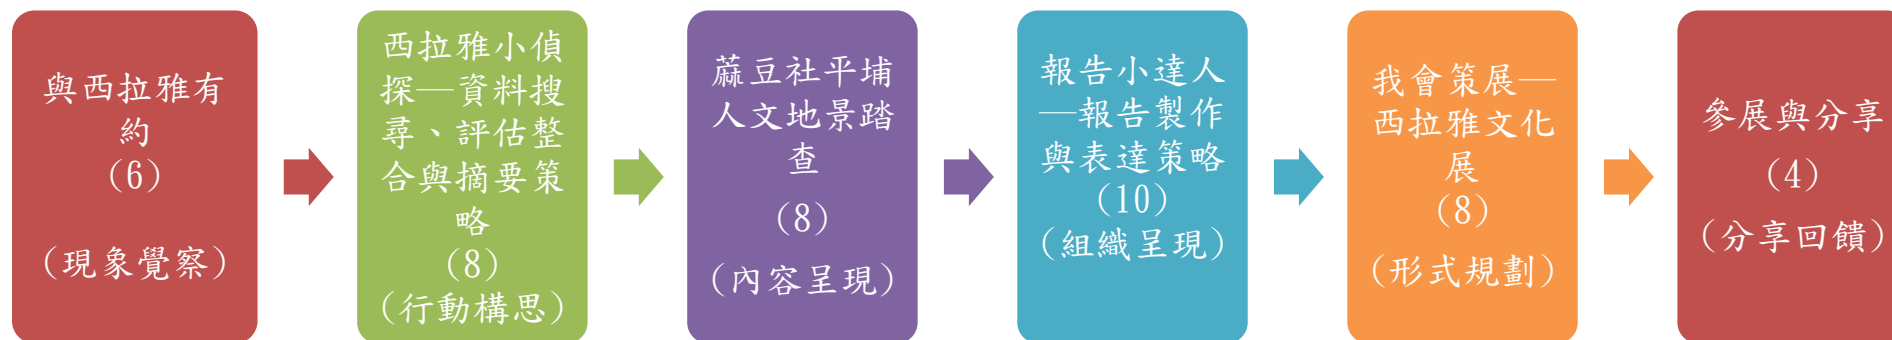 與西拉雅有
約
(6)
(現象覺察)
西拉雅小偵
探—資料搜
尋、評估整
合與摘要策
略
(8)
(行動構思)
蔴豆社平埔
人文地景踏
查
(8)
(內容呈現)
報告小達人
—報告製作
與表達策略
(10)
(組織呈現)
我會策展—
西拉雅文化
展
(8)
(形式規劃)
參展與分享
(4)
(分享回饋)